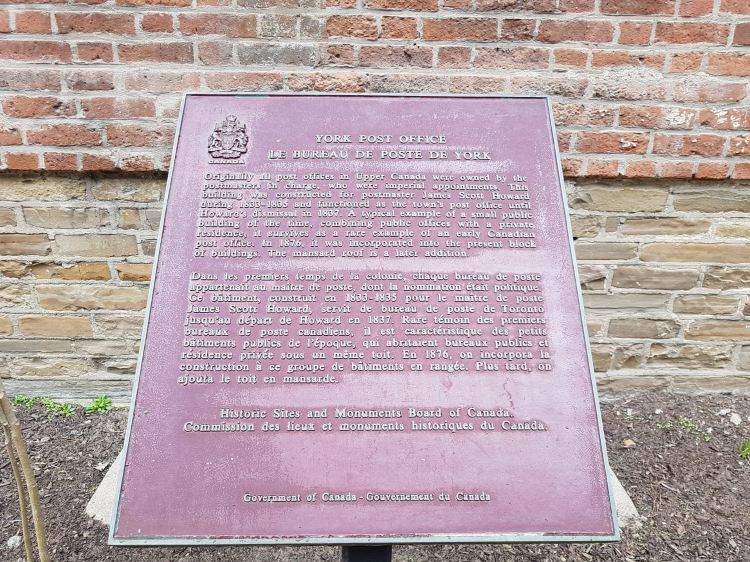 CANADA
YORK POST OFFICE
LE BUREAU DE POSTE DE YORK
Originally all post offices in Upper Canada were owned by the
postmasters in charge, who were imperial appointments. This
building was constructed for postmaster James Scott Howard
during 1833-1835 and functioned as the town's post office until
Howard's dismissal in 1837. A typical example of a small public
building of the time, combining public offices with a private
residence, it survives as a rare example of an early Canadian
post office. In 1876, it was incorporated into the present block
of buildings. The mansard roof is a later addition.
Dans les premiers temps de la colonie, chaque bureau de poste
appartenait au maître de poste, dont la nomination était politique.
Ce bâtiment, construit en 1833-1835 pour le maître de poste
James Scott Howard, servit de bureau de poste de Toronto
jusqu'au départ de Howard en 1837. Rare témoin des premiers
bureaux de poste canadiens, il est caractéristique des petits
bâtiments publics de l'époque, qui abritaient bureaux publics et
résidence privée sous un même toit. En 1876, on incorpora la
construction à ce groupe de bâtiments en rangée. Plus tard, on
ajouta le toit en mansarde.
Historic Sites and Monuments Board of Canada.
Commission des lieux et monuments historiques du Canada.
Government of Canada - Gouvernement du Canada